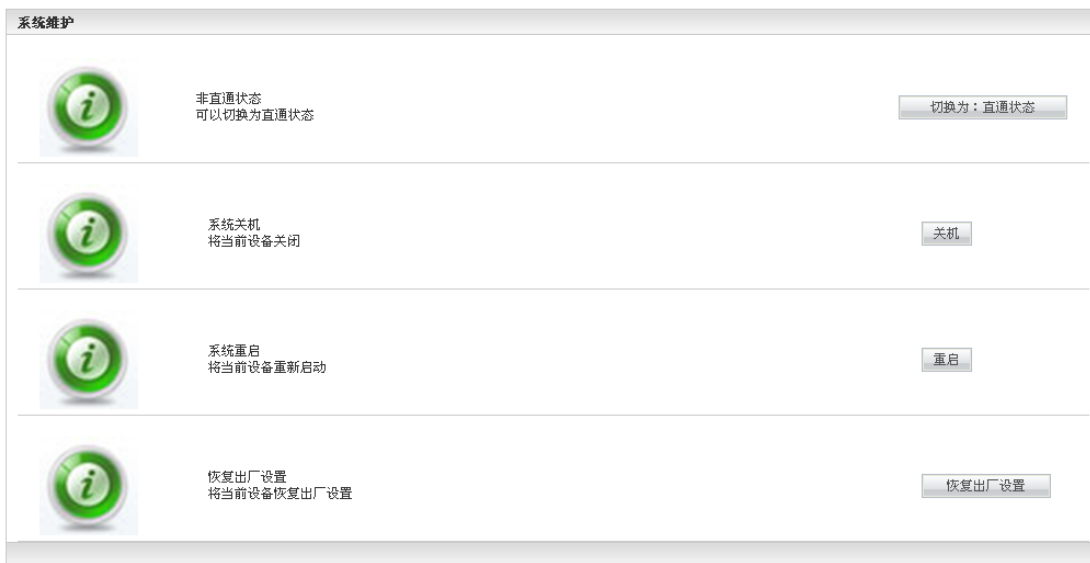 系统维护
非直通状态
可以切换为直通状态
切换为：直通状态
系统关机
将当前设备关闭
关机
系统重启
将当前设备重新启动
重启
恢复出厂设置
将当前设备恢复出厂设置
恢复出厂设置